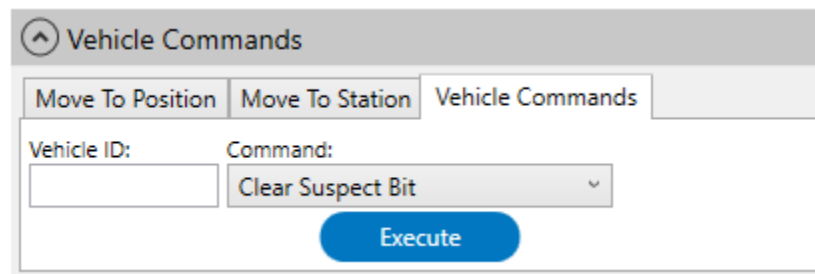 Vehicle Commands
Move To Position Move To Station Vehicle Commands
Vehicle ID: Command:
Clear Suspect Bit
Execute